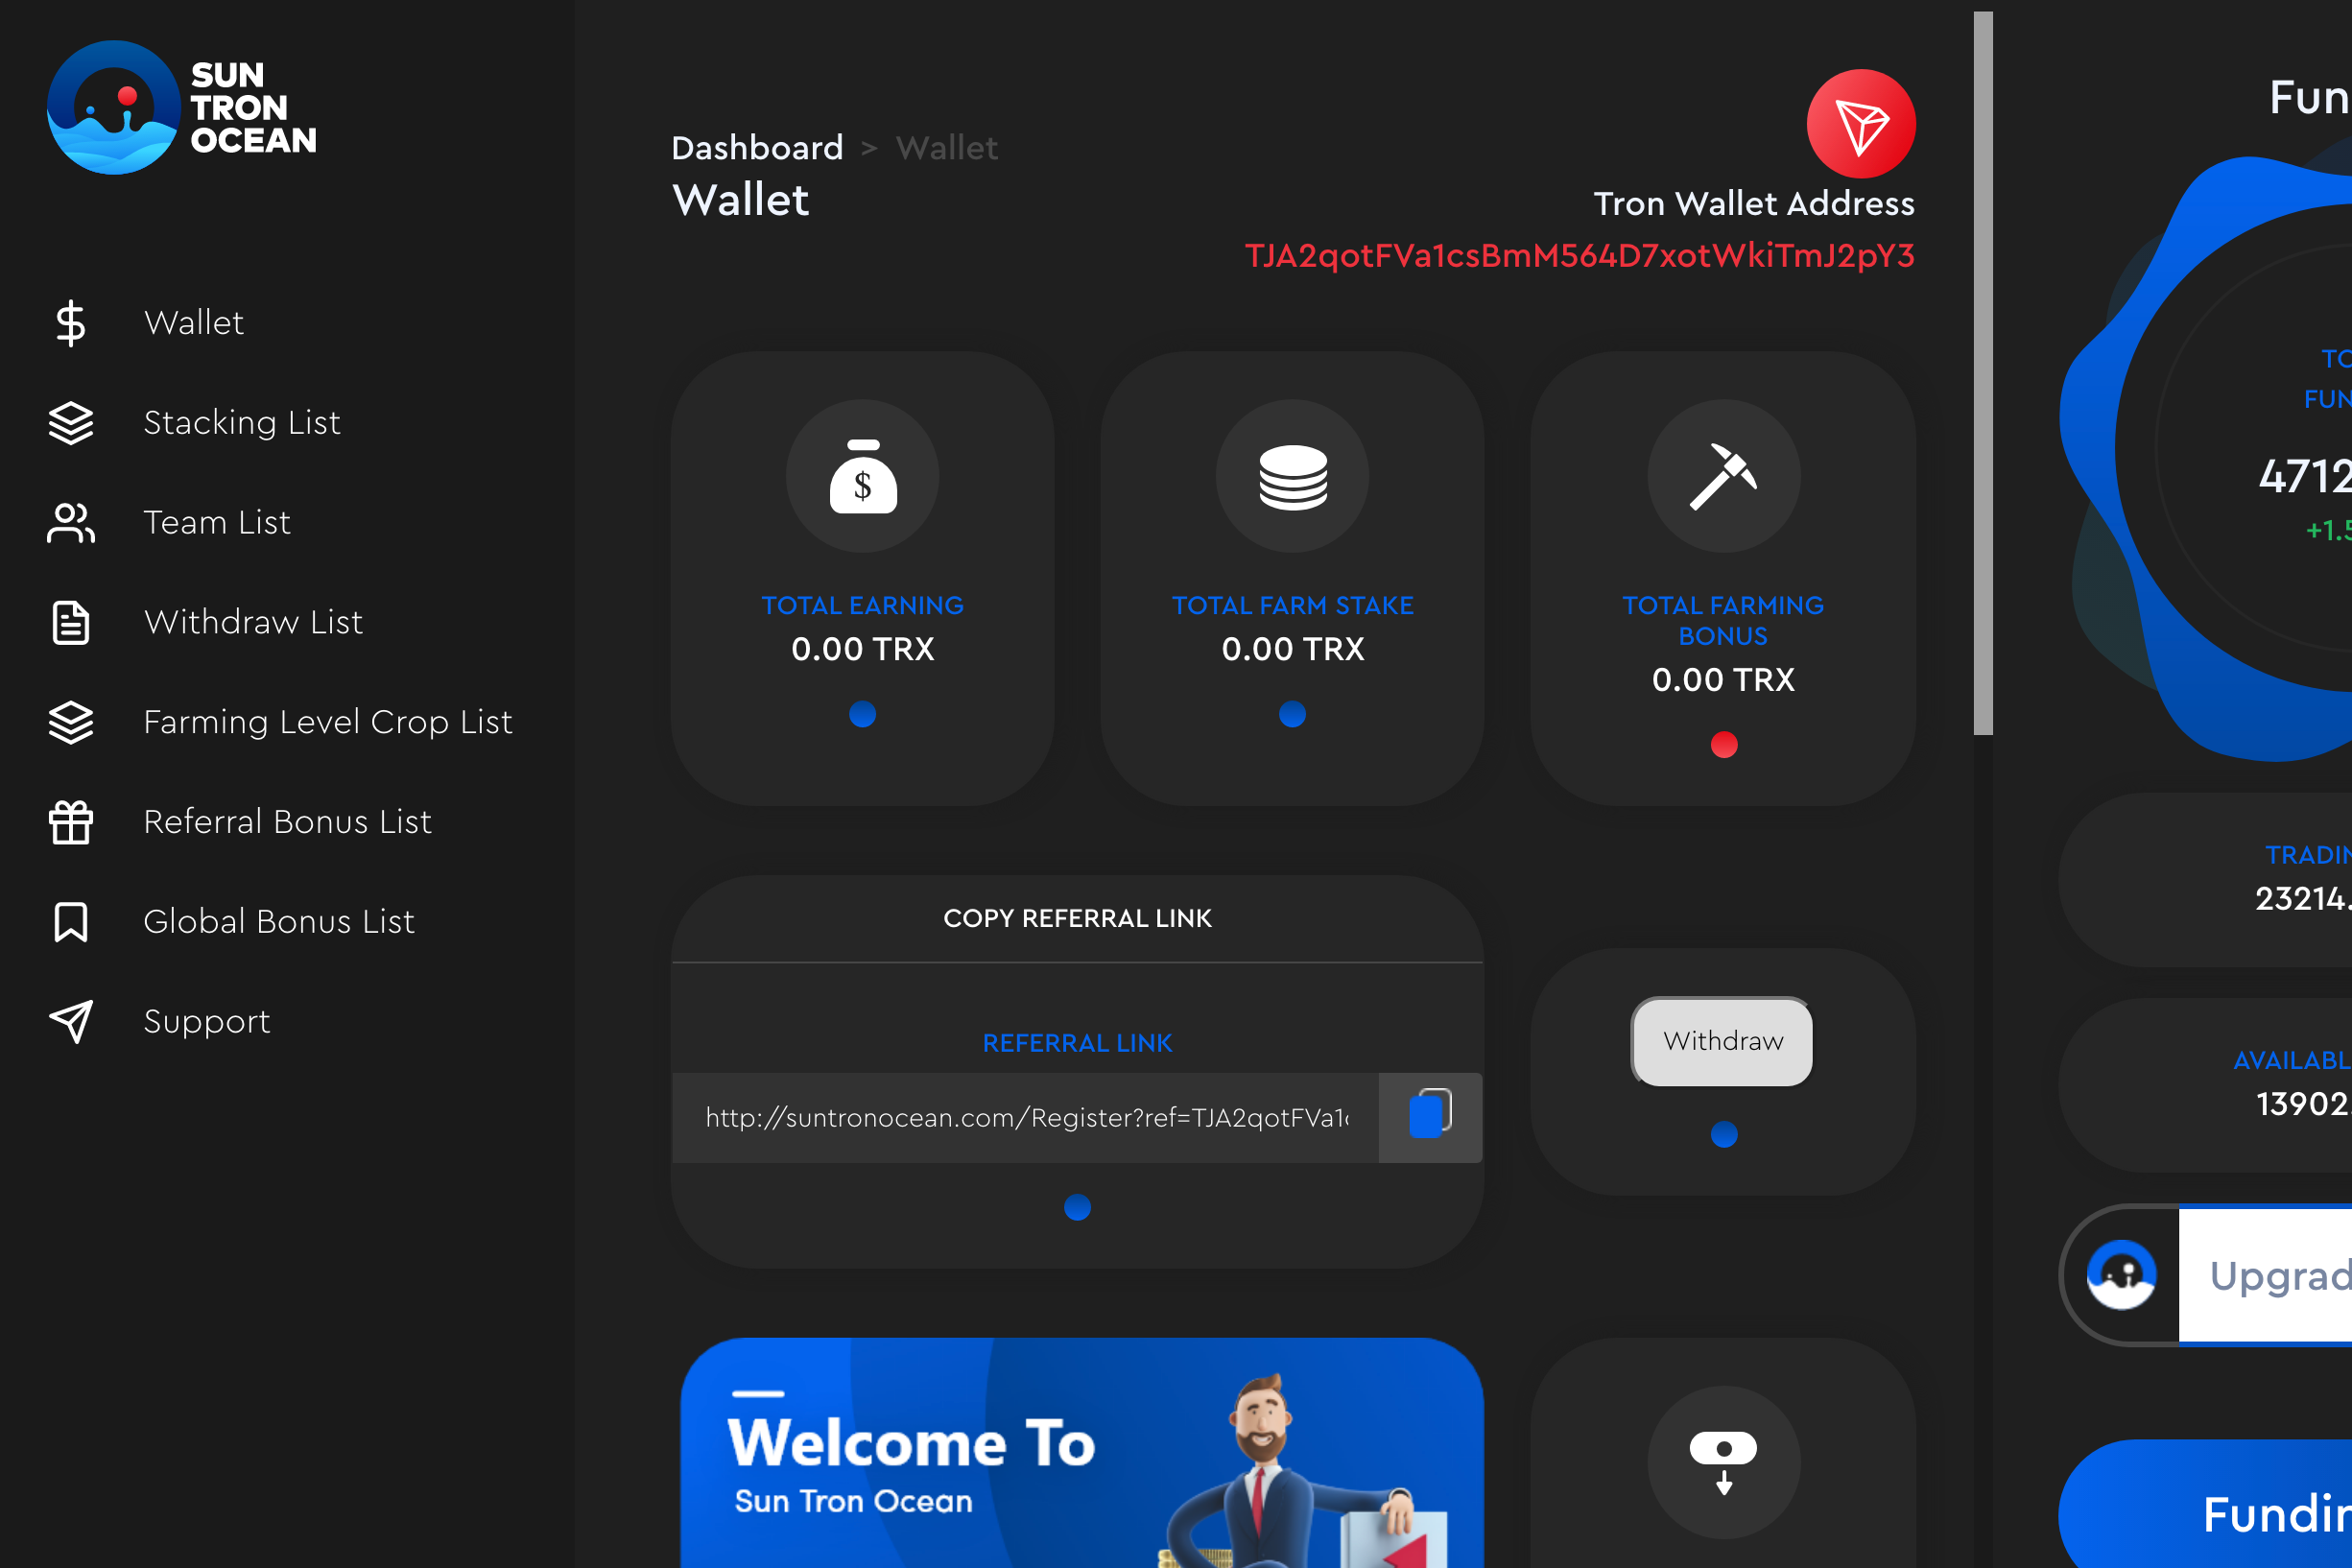 SUN
TRON
OCEAN
Wallet
Stacking List
Team List
Withdraw List
Farming Level Crop List
Referral Bonus List
Global Bonus List
Support
Dashboard > Wallet
Wallet
Tron Wallet Address
TJA2qotFVa1csBmM564D7xotWkiTmJ2pY3
$
TOTAL EARNING
0.00 TRX
TOTAL FARM STAKE
0.00 TRX
TOTAL FARMING
BONUS
0.00 TRX
COPY REFERRAL LINK
REFERRAL LINK
http://suntronocean.com/Register?ref=TJA2qotFVa1
Withdraw
Welcome To
Sun Tron Ocean
Fun
TO
FUN
4712
+1.5
TRADIN
23214.
AVAILABL
13902
Upgrad
Fundin